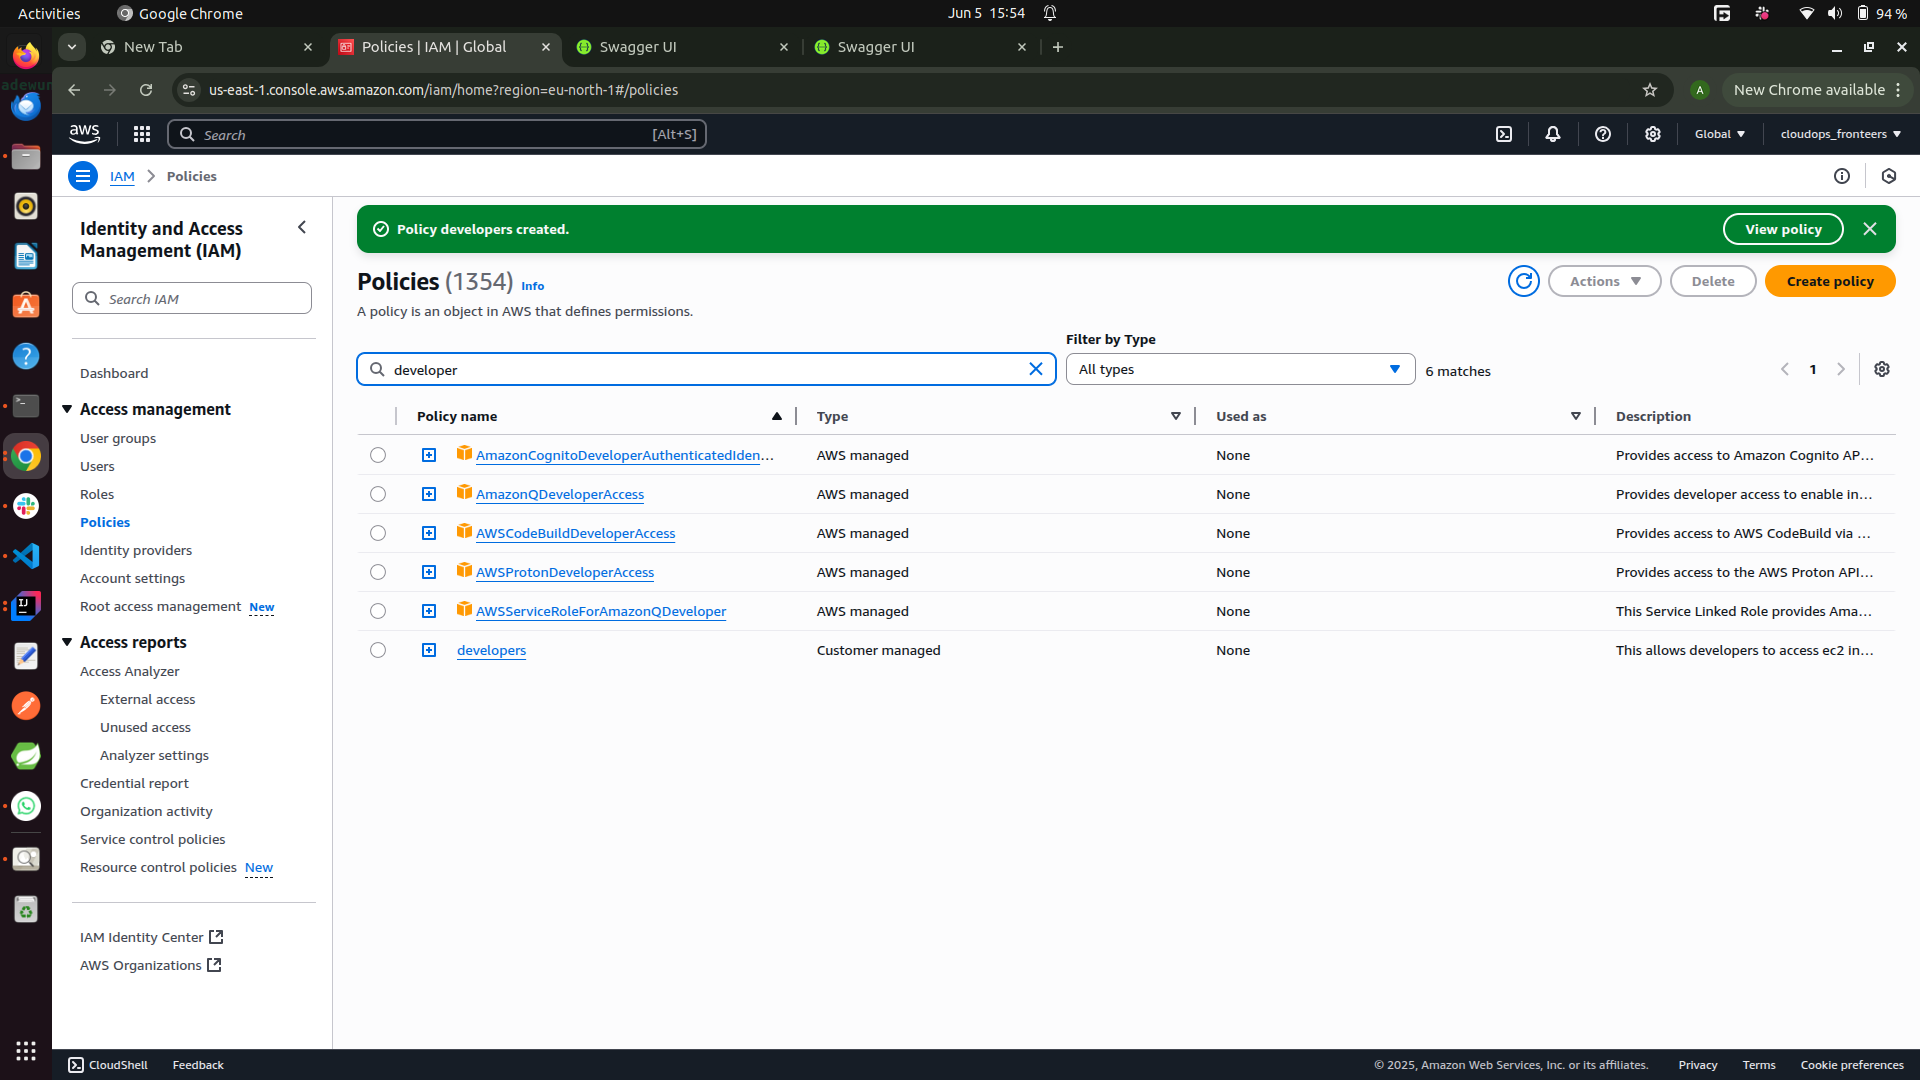 Activities
Google Chrome
Jun 5 15:54
94 %
New Tab
Policies | IAM | Global
Swagger UI
Swagger UI
us-east-1.console.aws.amazon.com/iam/home?region=eu-north-1#/policies
A
New Chrome available
aws
Search
[Alt+S]
Global
cloudops_fronteers
IAM
Policies
Identity and Access
Management (IAM)
Search IAM
Dashboard
Access management
User groups
Users
Roles
Policies
Identity providers
Account settings
Root access management New
Access reports
Access Analyzer
External access
Unused access
Analyzer settings
Credential report
Organization activity
Service control policies
Resource control policies New
IAM Identity Center
AWS Organizations
Policy developers created.
View policy
Policies (1354) Info
Actions
Delete
Create policy
A policy is an object in AWS that defines permissions.
Filter by Type
developer
All types
6 matches
1
Policy name
Type
Used as
Description
AmazonCognitoDeveloperAuthenticatedIden...
AWS managed
None
Provides access to Amazon Cognito AP...
AmazonQDeveloperAccess
AWS managed
None
Provides developer access to enable in...
AWSCodeBuildDeveloperAccess
AWS managed
None
Provides access to AWS CodeBuild via ...
AWSProtonDeveloperAccess
AWS managed
None
Provides access to the AWS Proton API...
AWSServiceRoleForAmazonQDeveloper
AWS managed
None
This Service Linked Role provides Ama...
developers
Customer managed
None
This allows developers to access ec2 in...
CloudShell
Feedback
© 2025, Amazon Web Services, Inc. or its affiliates.
Privacy
Terms
Cookie preferences